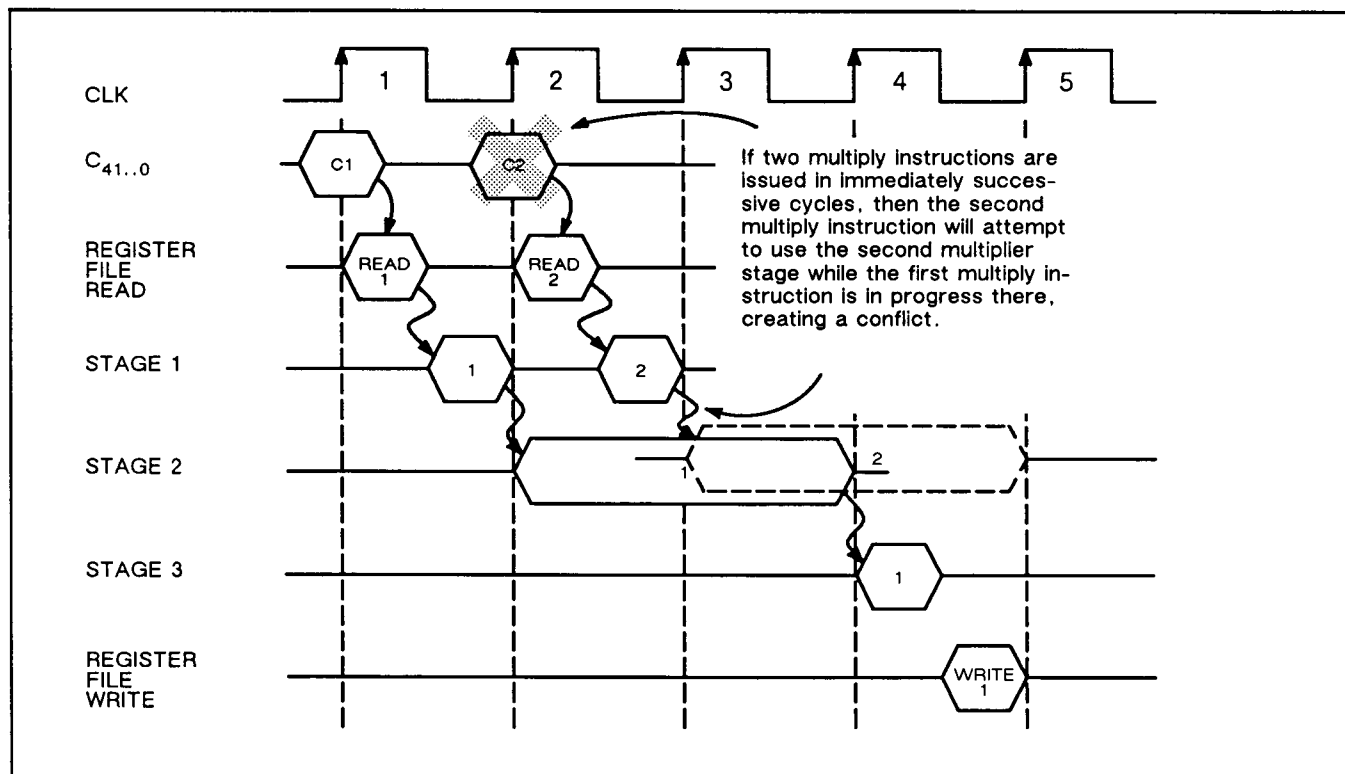 CLK
1
2
3
4
5
C41..0
C1
C2
If two multiply instructions are
issued in immediately succes-
sive cycles, then the second
multiply instruction will attempt
to use the second multiplier
stage while the first multiply in-
struction is in progress there,
creating a conflict.
REGISTER
FILE
READ
READ
1
READ
2
STAGE 1
1
2
STAGE 2
1
2
STAGE 3
1
REGISTER
FILE
WRITE
WRITE
1